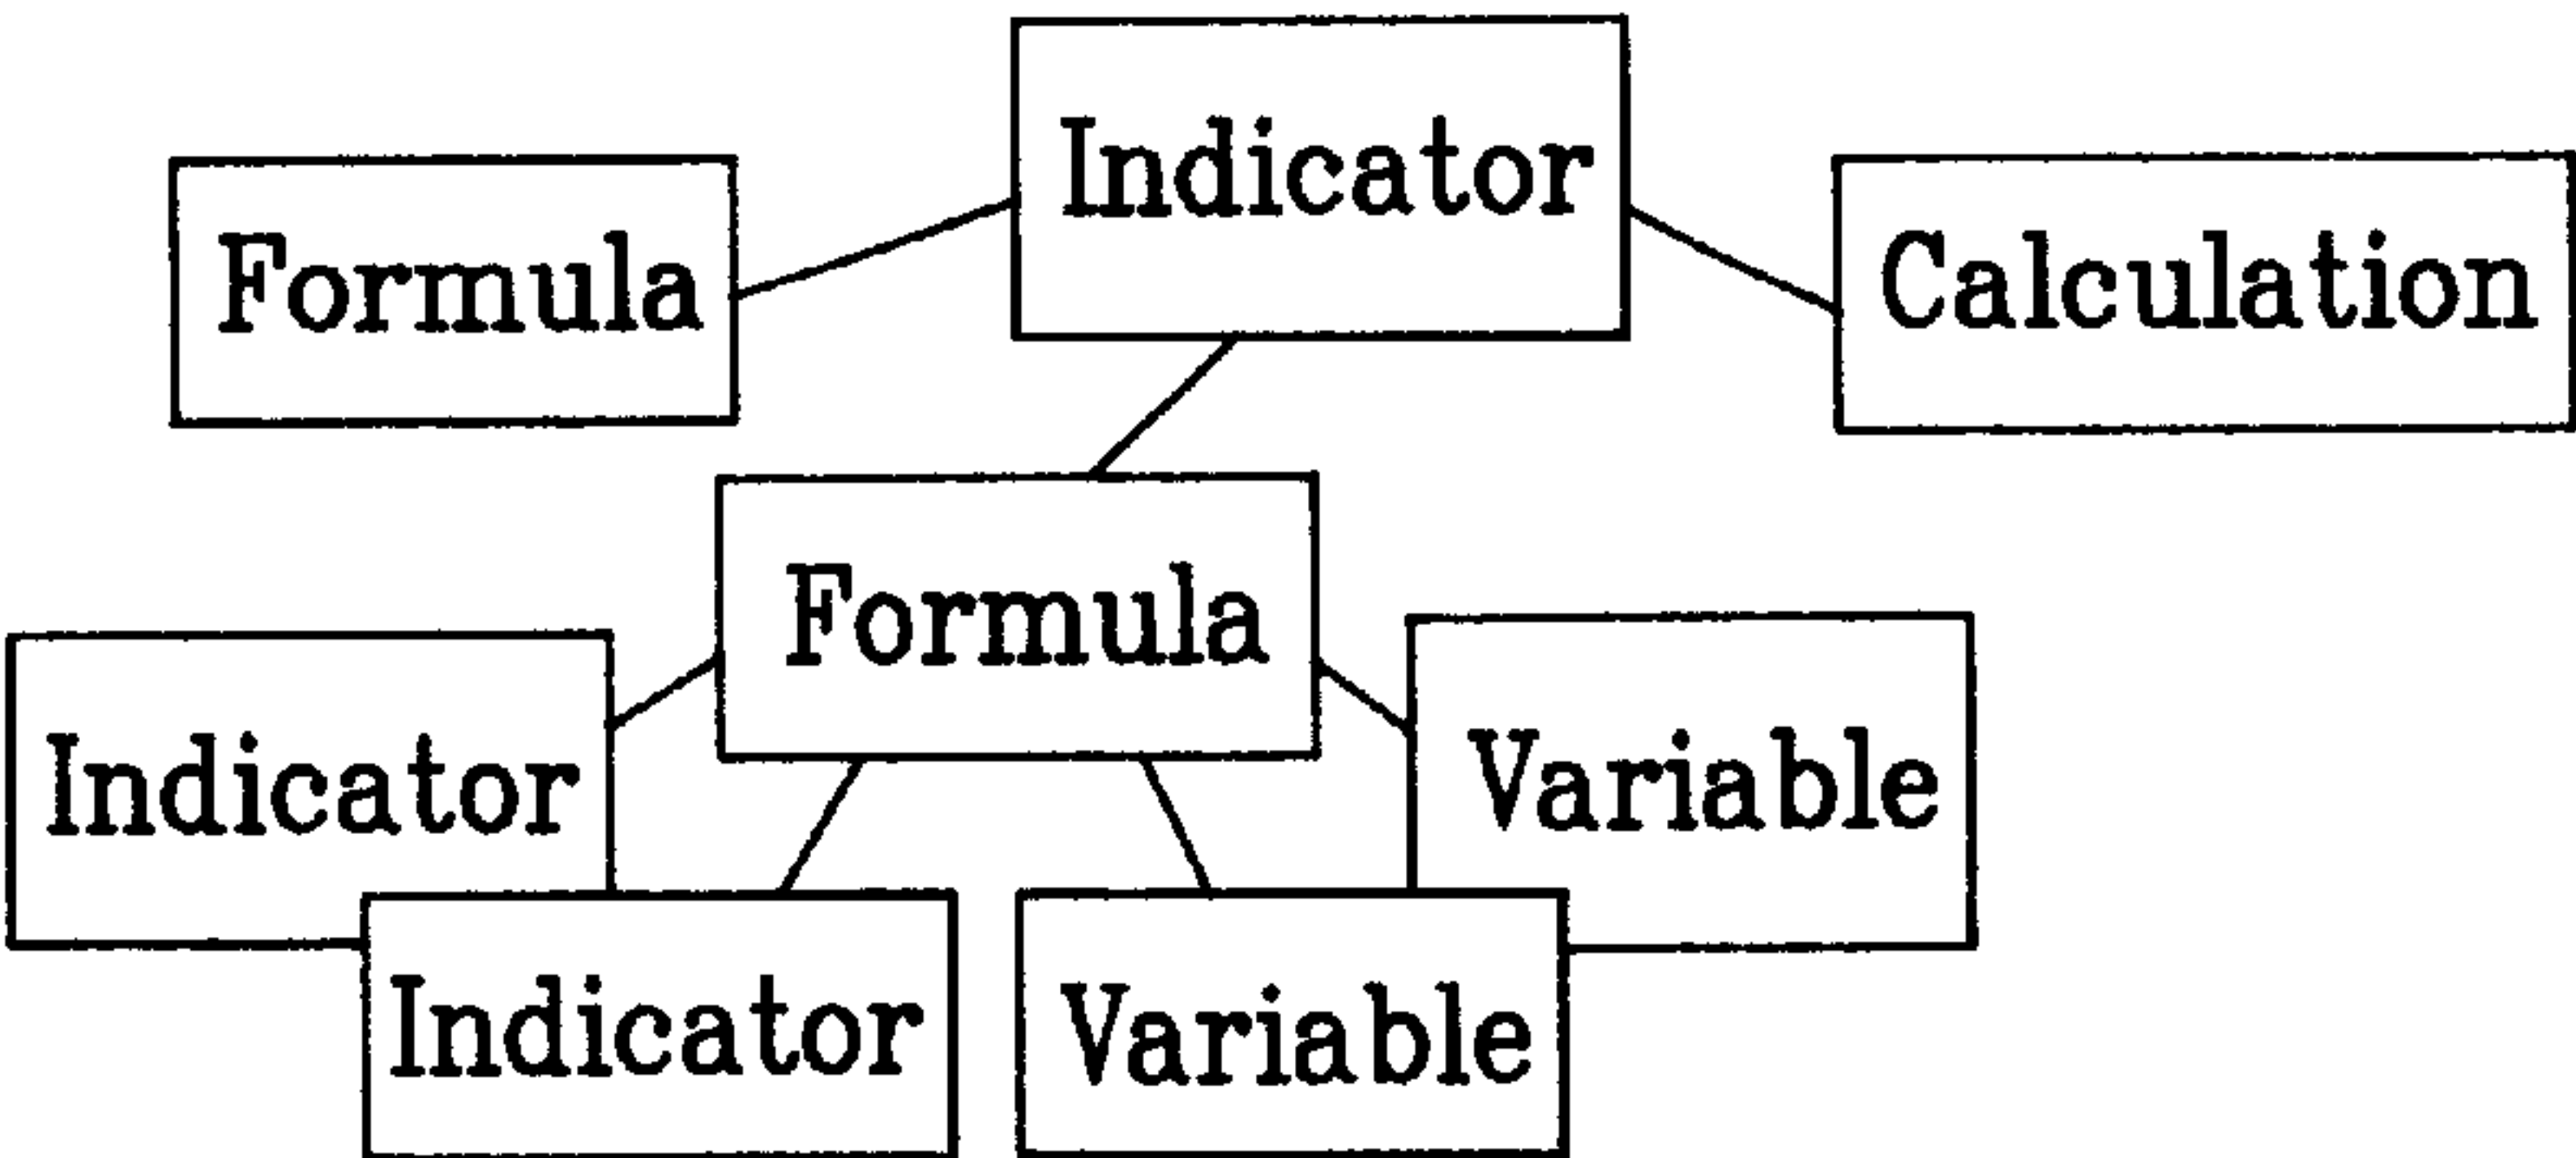 Indicator
Formula
Calculation
Formula
Indicator
Variable
Indicator
Variable